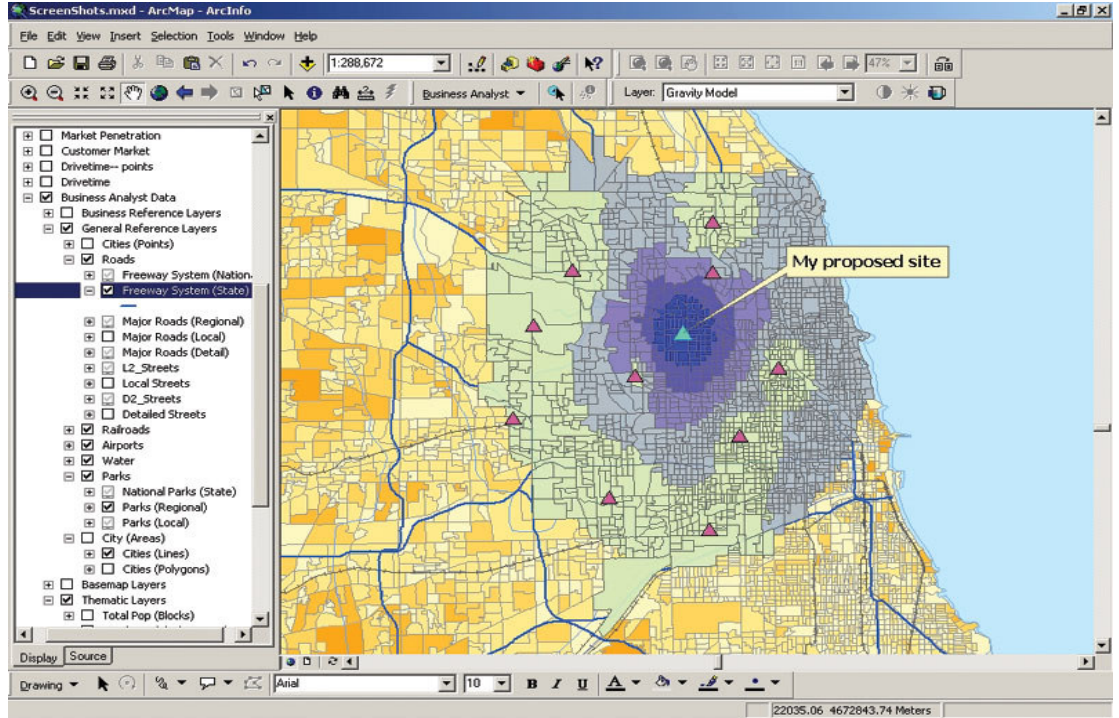 ScreenShots.mxd - ArcMap - ArcInfo
File Edit View Insert Selection Tools Window Help
1:288,672
47%
Business Analyst
Layer: Gravity Model
Market Penetration
Customer Market
Drivetime-- points
Drivetime
Business Analyst Data
Business Reference Layers
General Reference Layers
Cities (Points)
Roads
Freeway System (Nation
Freeway System (State)
Major Roads (Regional)
Major Roads (Local)
Major Roads (Detail)
L2_Streets
Local Streets
D2_Streets
Detailed Streets
Railroads
Airports
Water
Parks
National Parks (State)
Parks (Regional)
Parks (Local)
City (Areas)
Cities (Lines)
Cities (Polygons)
Basemap Layers
Thematic Layers
Total Pop (Blocks)
My proposed site
Display Source
Drawing Arial 10 B I U A
22035.06 4672843.74 Meters